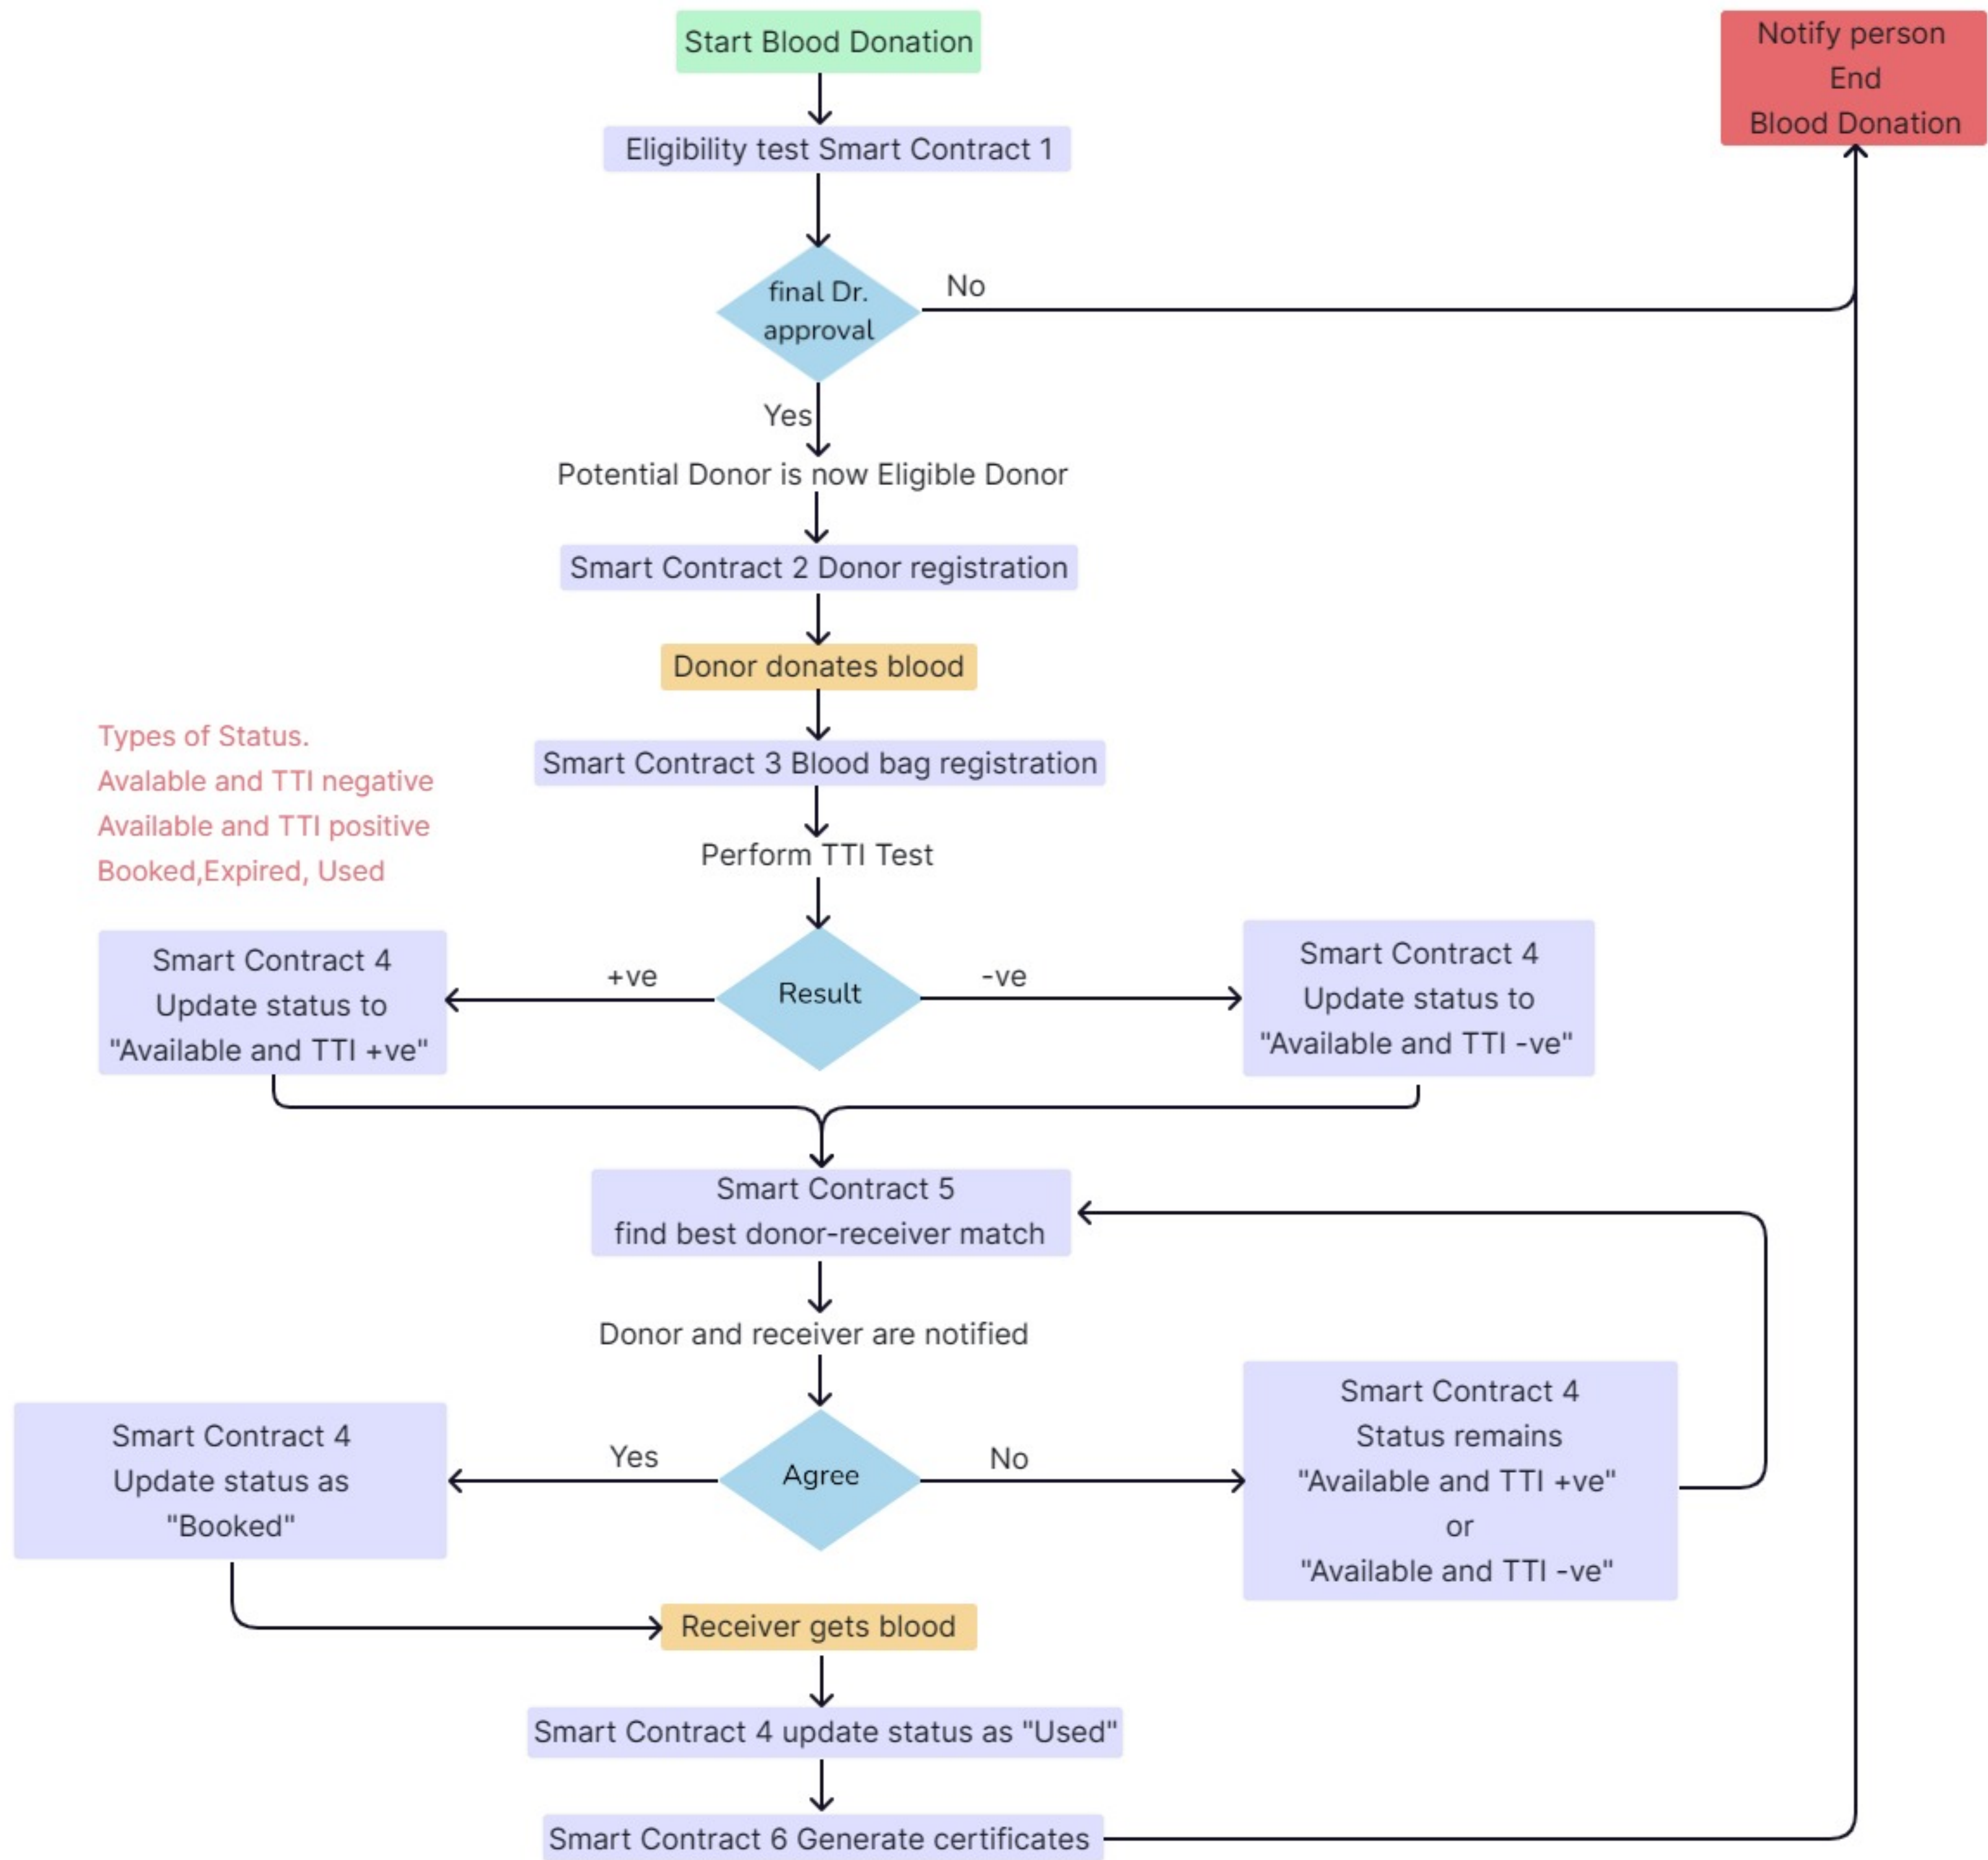 Start Blood Donation
Notify person
End
Blood Donation
Eligibility test Smart Contract 1
final Dr.
approval
No
Yes
Potential Donor is now Eligible Donor
Smart Contract 2 Donor registration
Donor donates blood
Types of Status.
Avalable and TTI negative
Available and TTI positive
Booked,Expired, Used
Smart Contract 3 Blood bag registration
Perform TTI Test
Smart Contract 4
Update status to
"Available and TTI +ve"
+ve
Result
-ve
Smart Contract 4
Update status to
"Available and TTI -ve"
Smart Contract 5
find best donor-receiver match
Donor and receiver are notified
Smart Contract 4
Update status as
"Booked"
Yes
Agree
No
Smart Contract 4
Status remains
"Available and TTI +ve"
or
"Available and TTI -ve"
Receiver gets blood
Smart Contract 4 update status as "Used"
Smart Contract 6 Generate certificates